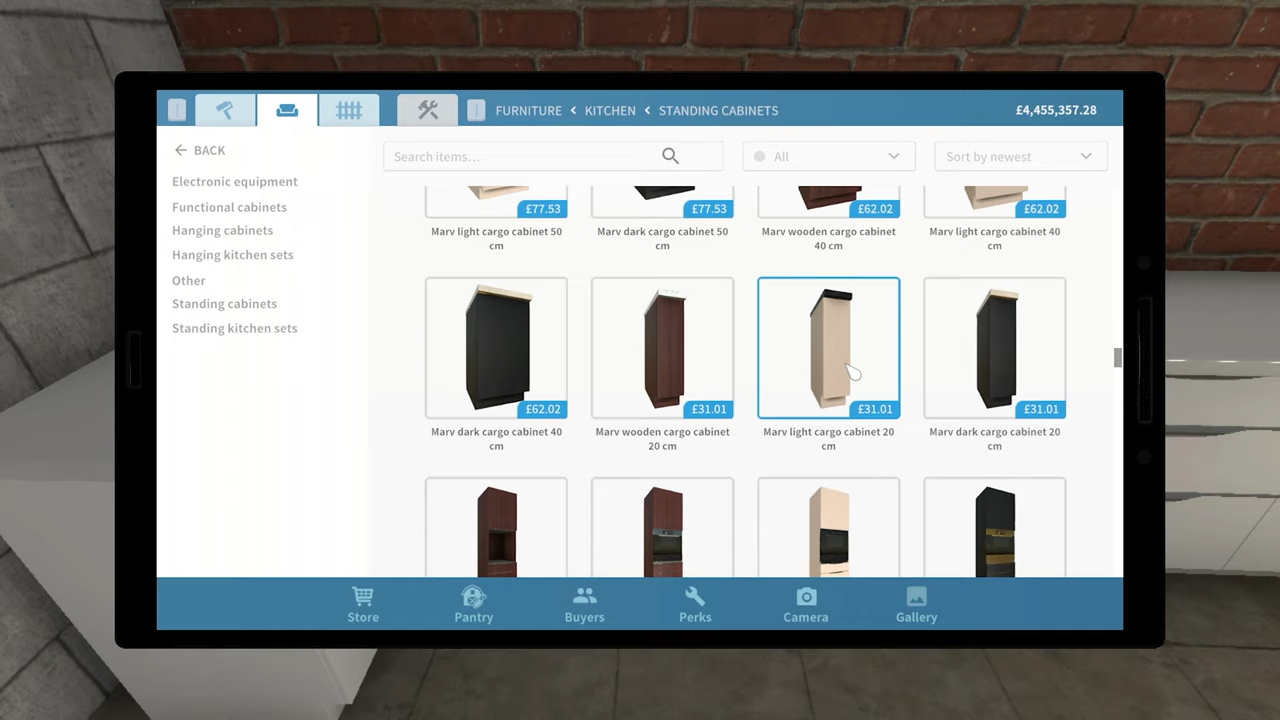 FURNITURE < KITCHEN < STANDING CABINETS
£4,455,357.28
BACK
Search items...
All
Sort by newest
Electronic equipment
Functional cabinets
Hanging cabinets
Hanging kitchen sets
Other
Standing cabinets
Standing kitchen sets
£77.53
£77.53
£62.02
£62.02
Marv light cargo cabinet 50
cm
Marv dark cargo cabinet 50
cm
Marv wooden cargo cabinet
40 cm
Marv light cargo cabinet 40
cm
£62.02
£31.01
£31.01
£31.01
Marv dark cargo cabinet 40
cm
Marv wooden cargo cabinet
20 cm
Marv light cargo cabinet 20
cm
Marv dark cargo cabinet 20
cm
Store
Pantry
Buyers
Perks
Camera
Gallery